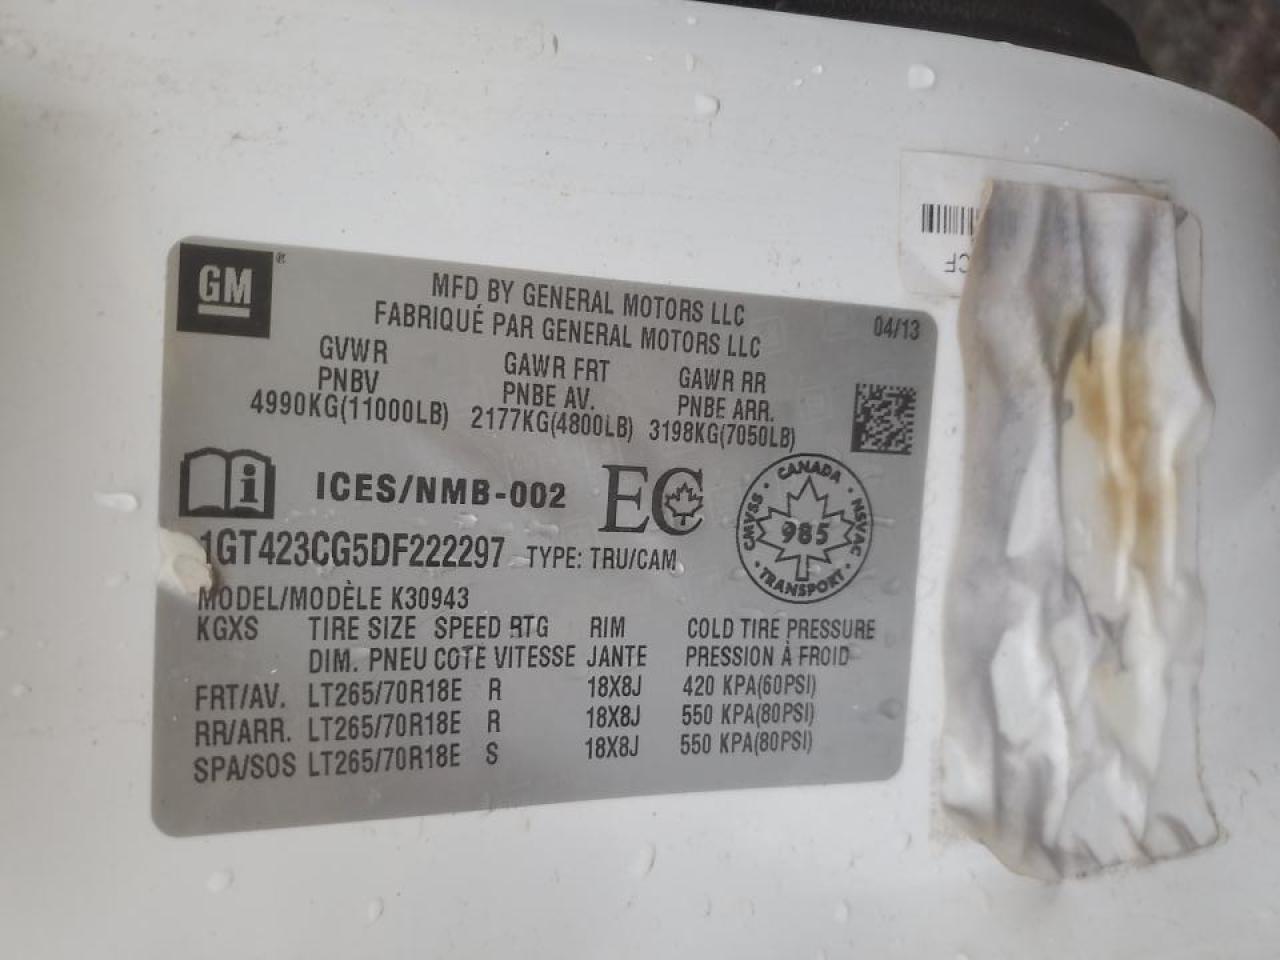 GM
®
MFD BY GENERAL MOTORS LLC
FABRIQUÉ PAR GENERAL MOTORS LLC
04/13
GVWR GAWR FRT GAWR RR
PNBV PNBE AV. PNBE ARR.
4990KG(11000LB) 2177KG(4800LB) 3198KG(7050LB)
i ICES/NMB-002 EC
CANADA
CMVSS · NSVAC
985
TRANSPORT
1GT423CG5DF222297 TYPE: TRU/CAM
MODEL/MODÈLE K30943
KGXS TIRE SIZE SPEED RTG RIM COLD TIRE PRESSURE
DIM. PNEU COTE VITESSE JANTE PRESSION À FROID
FRT/AV. LT265/70R18E R 18X8J 420 KPA(60PSI)
RR/ARR. LT265/70R18E R 18X8J 550 KPA(80PSI)
SPA/SOS LT265/70R18E S 18X8J 550 KPA(80PSI)